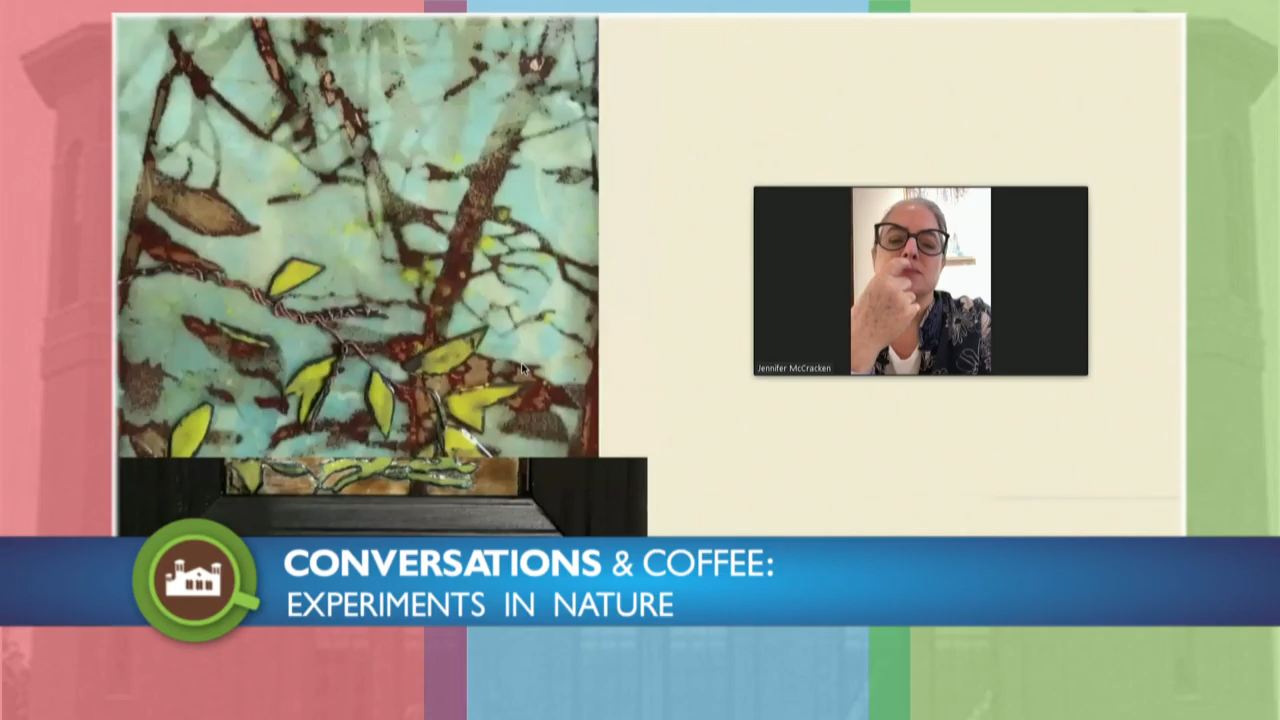 Jennifer McCracken
CONVERSATIONS & COFFEE:
EXPERIMENTS IN NATURE